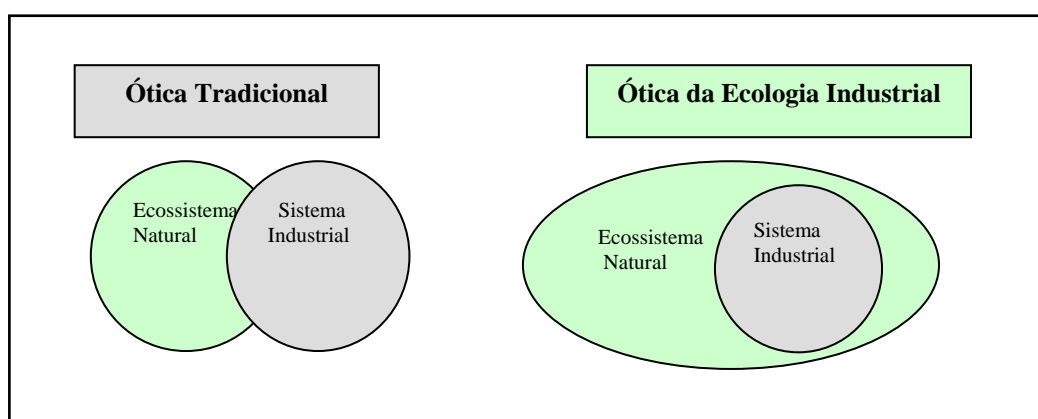 Ótica Tradicional
Ótica da Ecologia Industrial
Ecossistema
Natural
Sistema
Industrial
Ecossistema
Natural
Sistema
Industrial